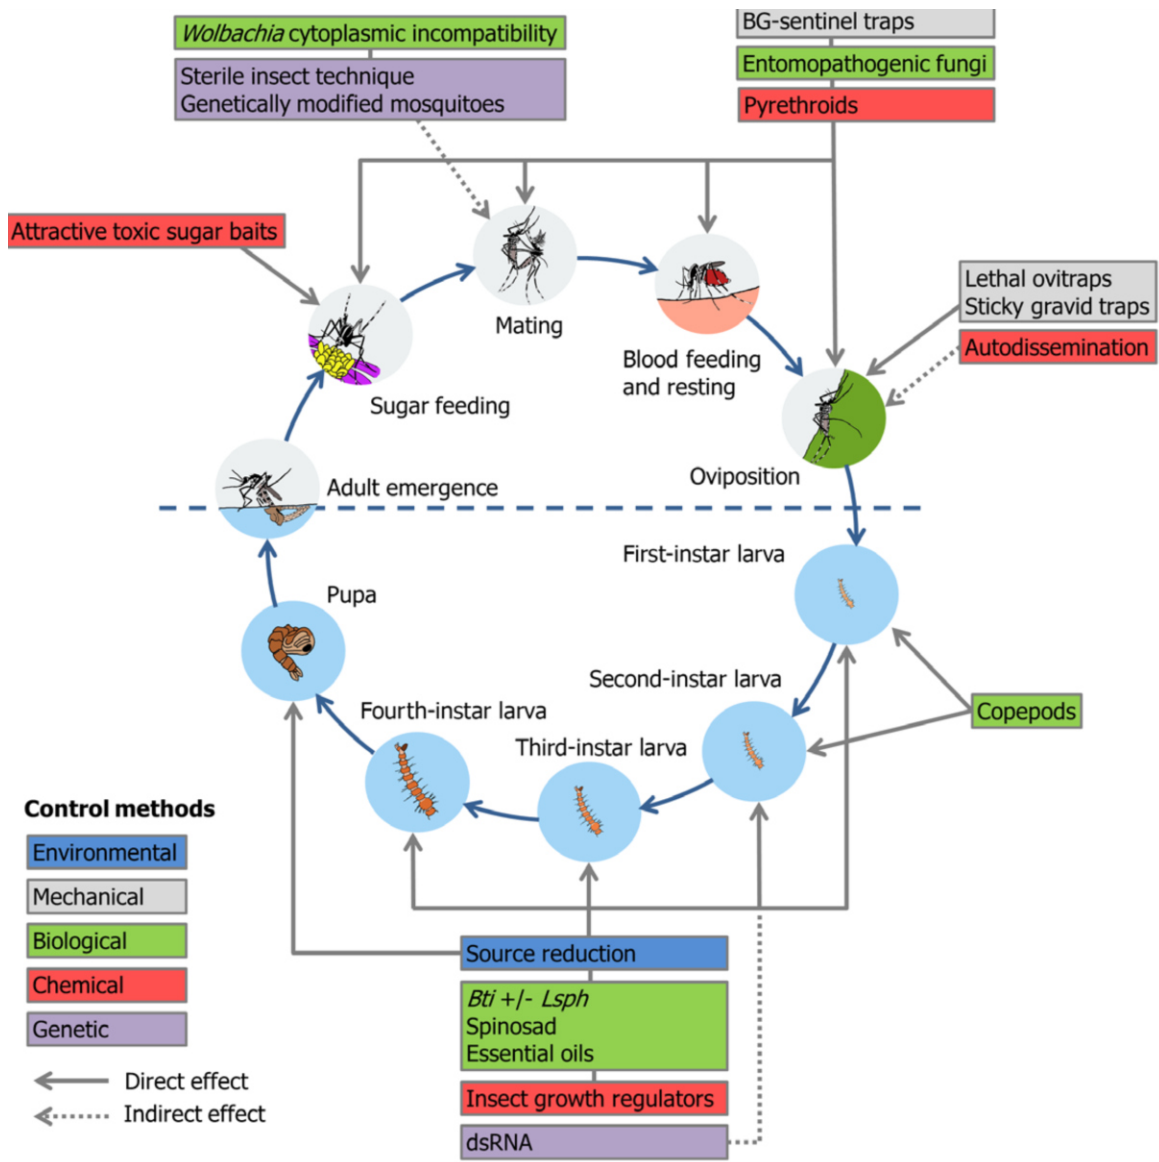 BG-sentinel traps
Wolbachia cytoplasmic incompatibility
Entomopathogenic fungi
Sterile insect technique
Genetically modified mosquitoes
Pyrethroids
Attractive toxic sugar baits
Lethal ovitraps
Sticky gravid traps
Autodissemination
Mating
Blood feeding
and resting
Sugar feeding
Oviposition
Adult emergence
First-instar larva
Pupa
Second-instar larva
Fourth-instar larva
Third-instar larva
Copepods
Control methods
Environmental
Mechanical
Biological
Chemical
Genetic
Direct effect
Indirect effect
Source reduction
Bti +/- Lsph
Spinosad
Essential oils
Insect growth regulators
dsRNA